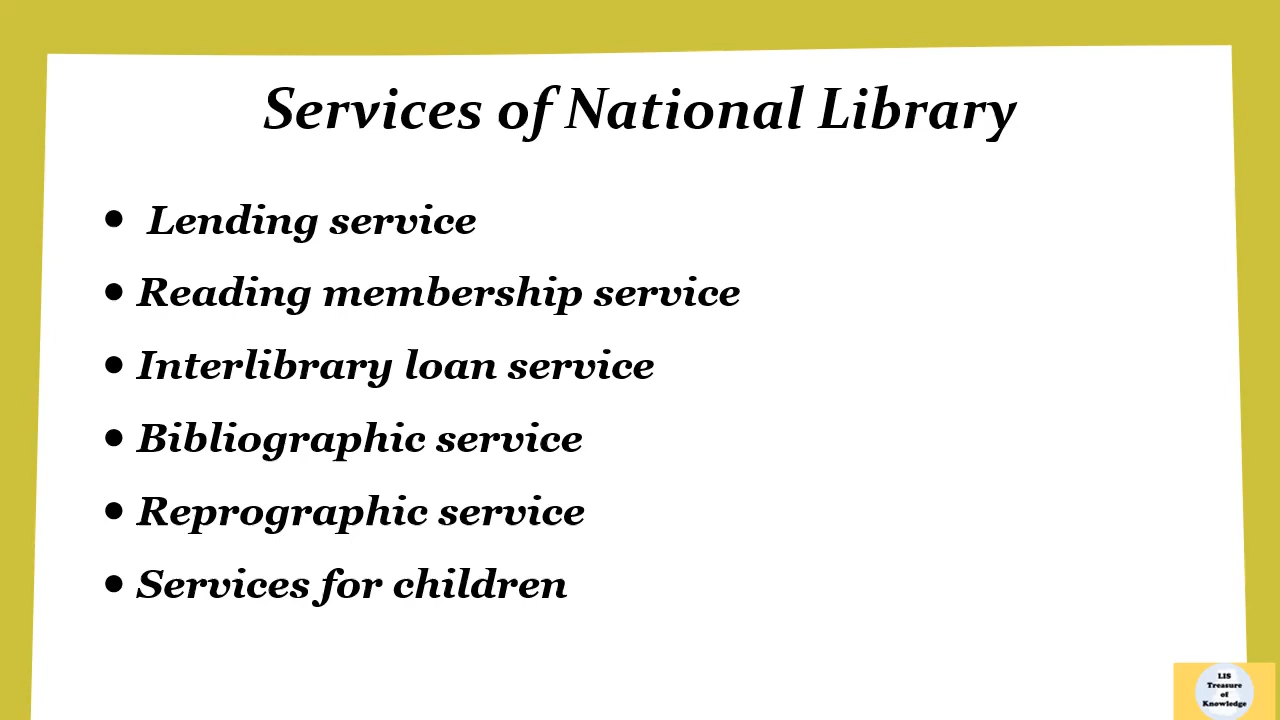 Services of National Library
• Lending service
• Reading membership service
• Interlibrary loan service
• Bibliographic service
• Reprographic service
• Services for children
LIS
Treasure
of
Knowledge